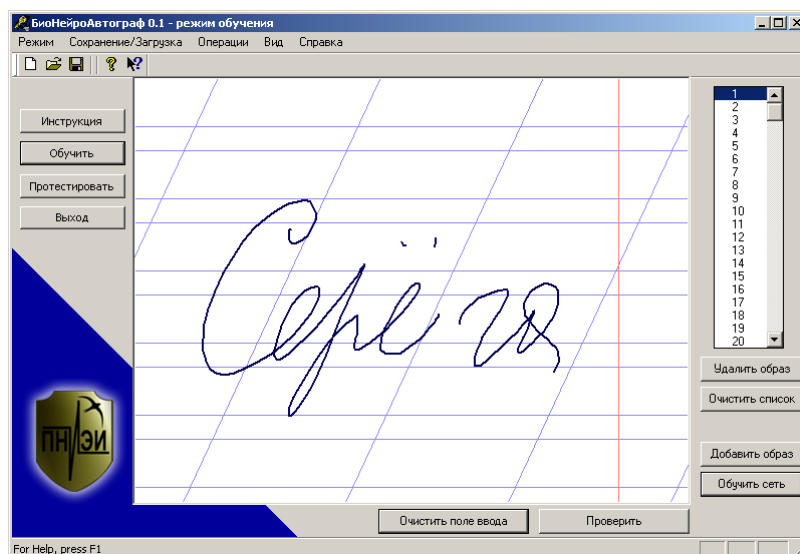 БиоНейроАвтограф 0.1 - режим обучения
Режим Сохранение/Загрузка Операции Вид Справка
Инструкция
Обучить
Протестировать
Выход
Серёга
ПНИЭИ
1
2
3
4
5
6
7
8
9
10
11
12
13
14
15
16
17
18
19
20
Удалить образ
Очистить список
Добавить образ
Обучить сеть
Очистить поле ввода
Проверить
For Help, press F1